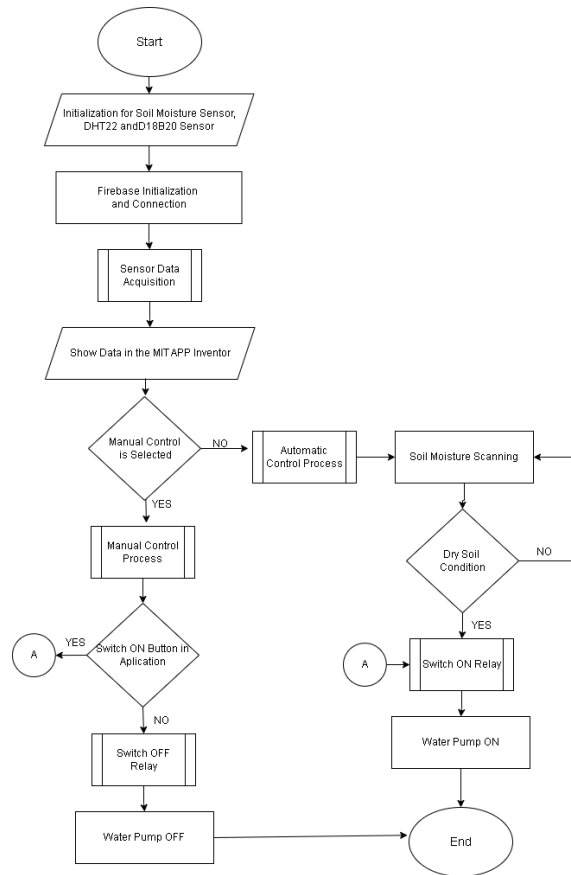 Start
Initialization for Soil Moisture Sensor,
DHT22 andD18B20 Sensor
Firebase Initialization
and Connection
Sensor Data
Acquisition
Show Data in the MIT APP Inventor
Manual Control
is Selected
NO
Automatic
Control Process
Soil Moisture Scanning
YES
Manual Control
Process
Dry Soil
Condition
NO
YES
A
YES
Switch ON Button in
Aplication
A
Switch ON Relay
NO
Switch OFF
Relay
Water Pump ON
Water Pump OFF
End